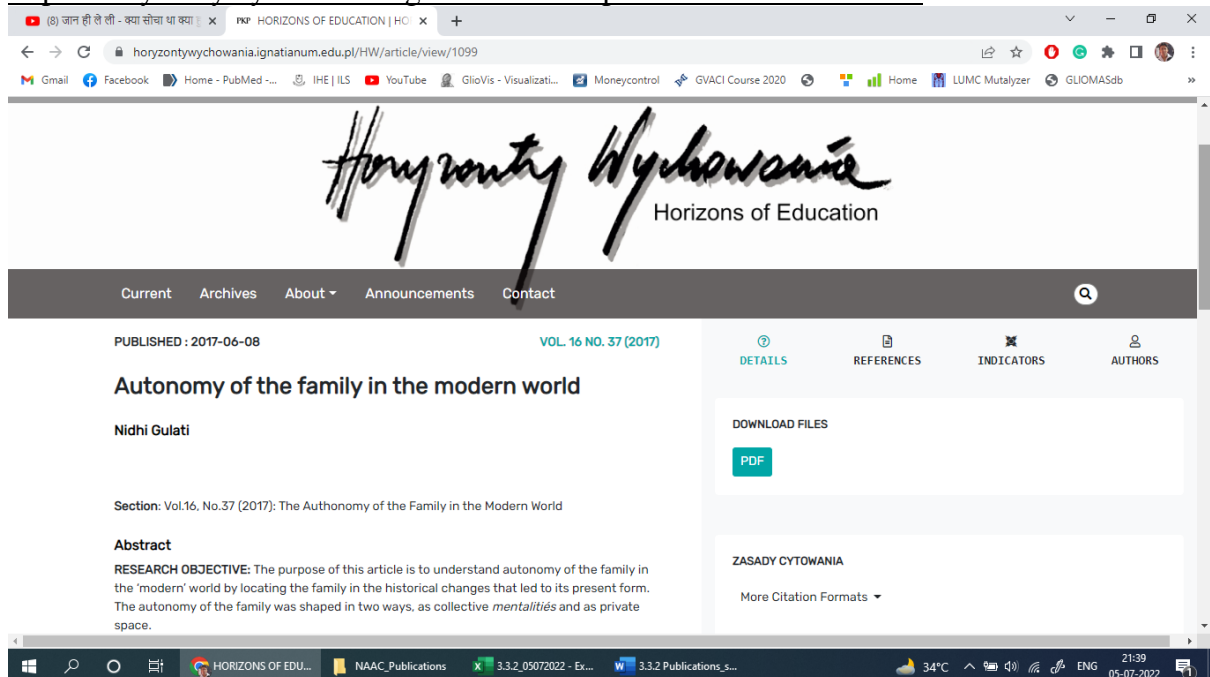 (8) जान ही ले ली - क्या सोचा था क्या
HORIZONS OF EDUCATION | HO
horyzontywychowania.ignatianum.edu.pl/HW/article/view/1099
Gmail Facebook Home - PubMed -... IHE | ILS YouTube GlioVis - Visualizati... Moneycontrol GVACI Course 2020 Home LUMC Mutalyzer GLIOMASdb »
Horyzonty Wychowania
Horizons of Education
Current Archives About Announcements Contact
PUBLISHED : 2017-06-08 VOL. 16 NO. 37 (2017)
DETAILS REFERENCES INDICATORS AUTHORS
Autonomy of the family in the modern world
Nidhi Gulati
DOWNLOAD FILES
PDF
Section: Vol.16, No.37 (2017): The Authonomy of the Family in the Modern World
Abstract
RESEARCH OBJECTIVE: The purpose of this article is to understand autonomy of the family in
the ‘modern’ world by locating the family in the historical changes that led to its present form.
The autonomy of the family was shaped in two ways, as collective mentalitiés and as private
space.
ZASADY CYTOWANIA
More Citation Formats
HORIZONS OF EDU... NAAC_Publications 3.3.2_05072022 - Ex... 3.3.2 Publications_s... 34°C ENG 21:39
05-07-2022